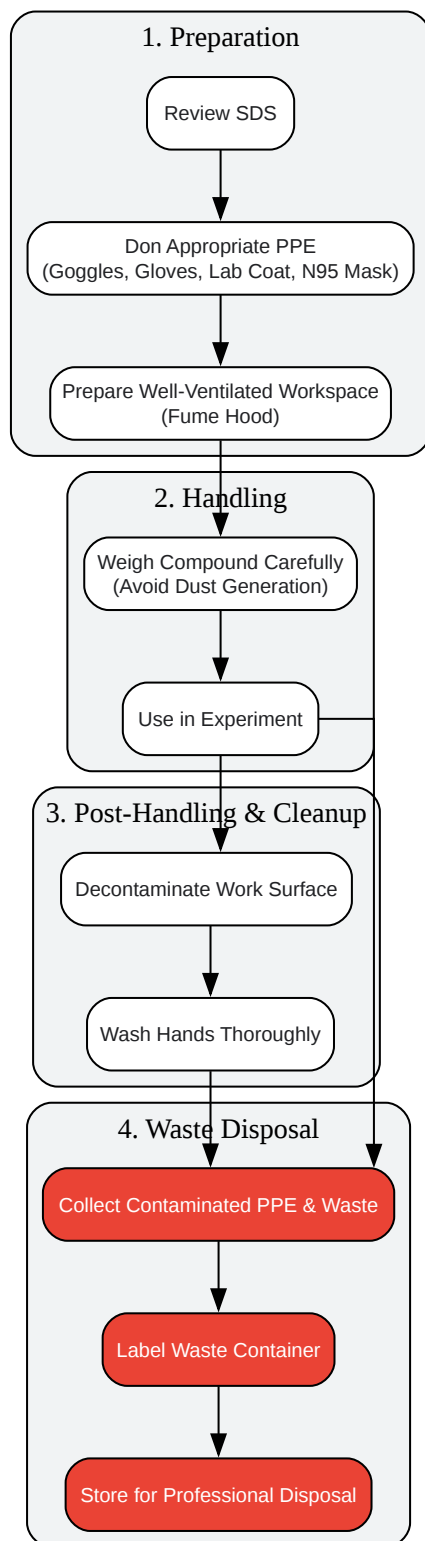 1. Preparation
Review SDS
Don Appropriate PPE
(Goggles, Gloves, Lab Coat, N95 Mask)
Prepare Well-Ventilated Workspace
(Fume Hood)
2. Handling
Weigh Compound Carefully
(Avoid Dust Generation)
Use in Experiment
3. Post-Handling & Cleanup
Decontaminate Work Surface
Wash Hands Thoroughly
4. Waste Disposal
Collect Contaminated PPE & Waste
Label Waste Container
Store for Professional Disposal